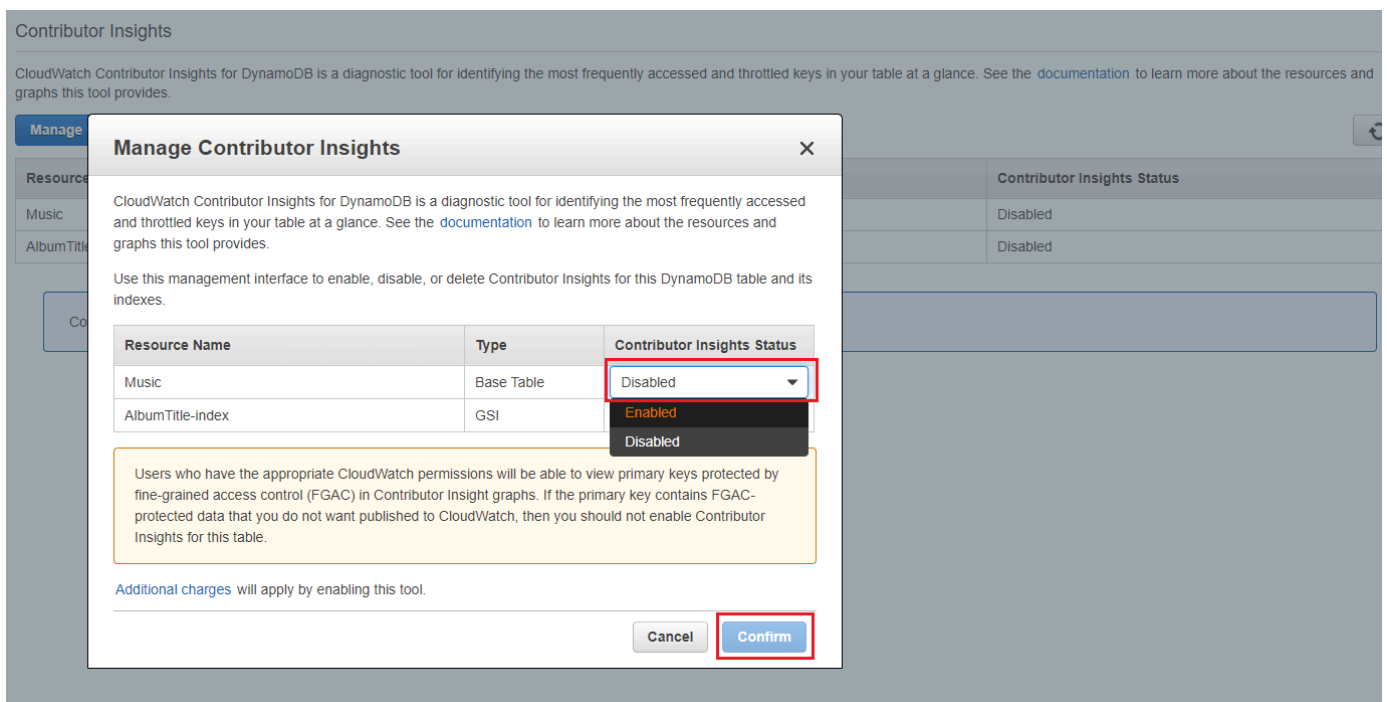 Contributor Insights
CloudWatch Contributor Insights for DynamoDB is a diagnostic tool for identifying the most frequently accessed and throttled keys in your table at a glance. See the documentation to learn more about the resources and
graphs this tool provides.
Manage
Resource
Contributor Insights Status
Music
Disabled
AlbumTitle
Disabled
Co
Manage Contributor Insights
CloudWatch Contributor Insights for DynamoDB is a diagnostic tool for identifying the most frequently accessed
and throttled keys in your table at a glance. See the documentation to learn more about the resources and
graphs this tool provides.
Use this management interface to enable, disable, or delete Contributor Insights for this DynamoDB table and its
indexes.
Resource Name Type Contributor Insights Status
Music Base Table Disabled
AlbumTitle-index GSI
Enabled
Disabled
Users who have the appropriate CloudWatch permissions will be able to view primary keys protected by
fine-grained access control (FGAC) in Contributor Insight graphs. If the primary key contains FGAC-
protected data that you do not want published to CloudWatch, then you should not enable Contributor
Insights for this table.
Additional charges will apply by enabling this tool.
Cancel Confirm